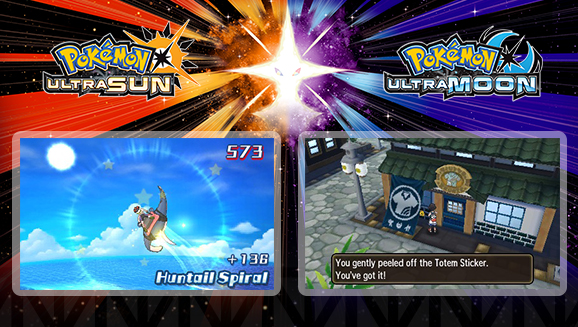 POKéMON
ULTRA SUN
POKéMON
ULTRA MOON
573
+136
Huntail Spiral
You gently peeled off the Totem Sticker.
You've got it!